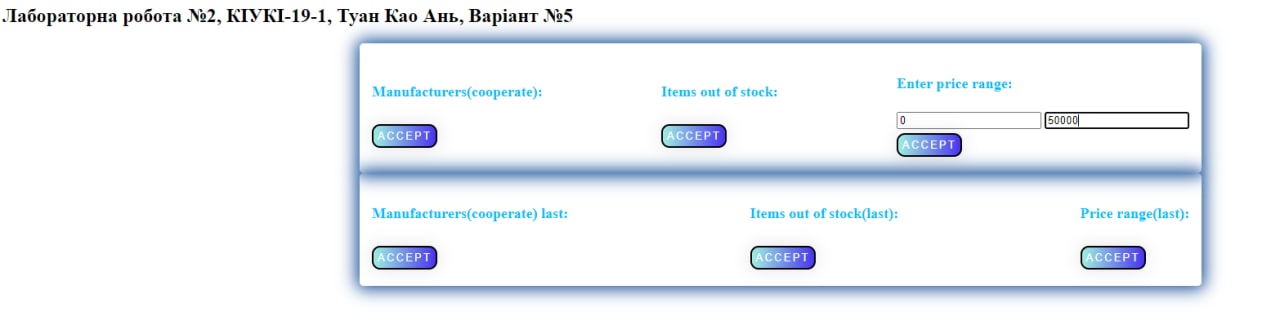 Лабораторна робота №2, КІУКІ-19-1, Туан Као Ань, Варіант №5
Manufacturers(cooperate):
ACCEPT
Items out of stock:
ACCEPT
Enter price range:
0 50000
ACCEPT
Manufacturers(cooperate) last:
ACCEPT
Items out of stock(last):
ACCEPT
Price range(last):
ACCEPT